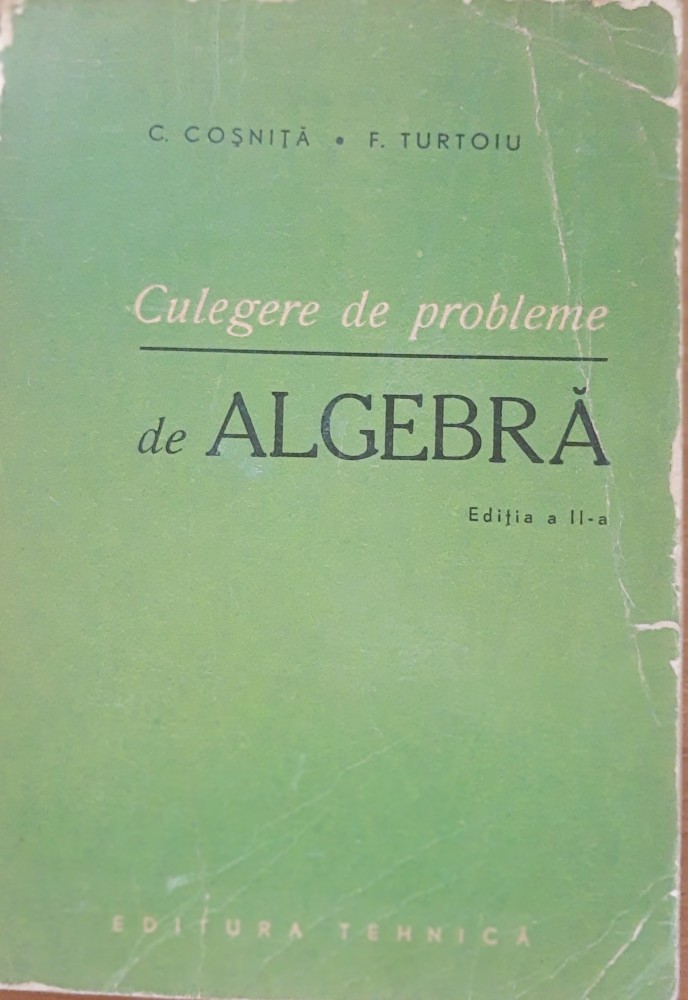 C. COŞNIŢĂ • F. TURTOIU
Culegere de probleme
de ALGEBRĂ
Ediţia a II-a
EDITURA TEHNICĂ